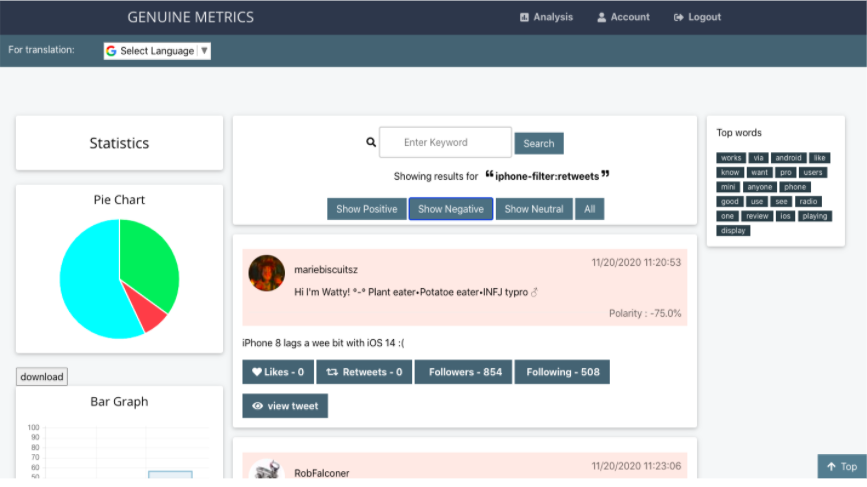 GENUINE METRICS
Analysis
Account
Logout
For translation:
Select Language ▼
Statistics
Pie Chart
download
Bar Graph
100
90
80
70
60
50
Enter Keyword
Search
Showing results for “iphone-filter:retweets”
Show Positive
Show Negative
Show Neutral
All
mariebiscuitsz
11/20/2020 11:20:53
Hi I'm Watty! °-° Plant eater•Potatoe eater•INFJ typro ♂
Polarity : -75.0%
iPhone 8 lags a wee bit with iOS 14 :(
Likes - 0
Retweets - 0
Followers - 854
Following - 508
view tweet
RobFalconer
11/20/2020 11:23:06
Top words
works via android like
know want pro users
mini anyone phone
good use see radio
one review ios playing
display
Top